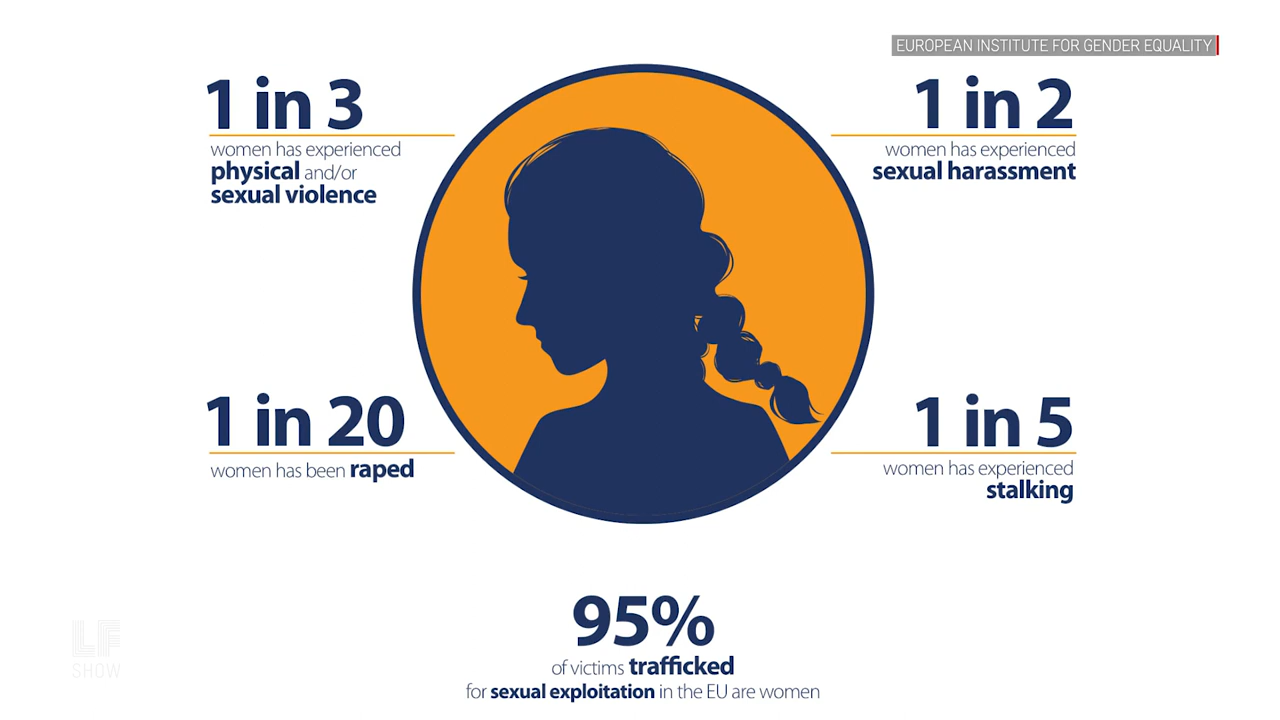 EUROPEAN INSTITUTE FOR GENDER EQUALITY
1 in 3
women has experienced
physical and/or
sexual violence
1 in 2
women has experienced
sexual harassment
1 in 20
women has been raped
1 in 5
women has experienced
stalking
95%
of victims trafficked
for sexual exploitation in the EU are women
LF
SHOW